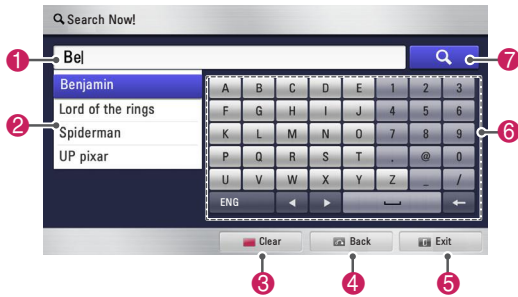 Search Now!
1
Be
7
2
Benjamin
Lord of the rings
Spiderman
UP pixar
A B C D E 1 2 3
F G H I J 4 5 6
K L M N O 7 8 9
P Q R S T . @ 0
U V W X Y Z _ /
ENG
6
Clear
Back
Exit
3
4
5